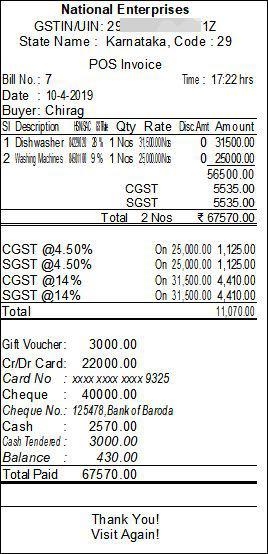 National Enterprises
GSTIN/UIN: 29 1Z
State Name : Karnataka, Code : 29
POS Invoice
Bill No.: 7 Time : 17:22 hrs
Date : 10-4-2019
Buyer: Chirag
Sl Description Qty Rate Disc.Amt Amount
1 Dishwasher 28 % 1 Nos 31,500.00/Nos 0 31500.00
2 Washing Machines 9 % 1 Nos 25,000.00/Nos 0 25000.00
56500.00
CGST 5535.00
SGST 5535.00
Total 2 Nos ₹ 67570.00
CGST @4.50% On 25,000.00 1,125.00
SGST @4.50% On 25,000.00 1,125.00
CGST @14% On 31,500.00 4,410.00
SGST @14% On 31,500.00 4,410.00
Total 11,070.00
Gift Voucher: 3000.00
Cr/Dr Card: 22000.00
Card No : xxxx xxxx xxxx 9325
Cheque : 40000.00
Cheque No.: 125478, Bank of Baroda
Cash : 2570.00
Cash Tendered : 3000.00
Balance : 430.00
Total Paid 67570.00
Thank You!
Visit Again!